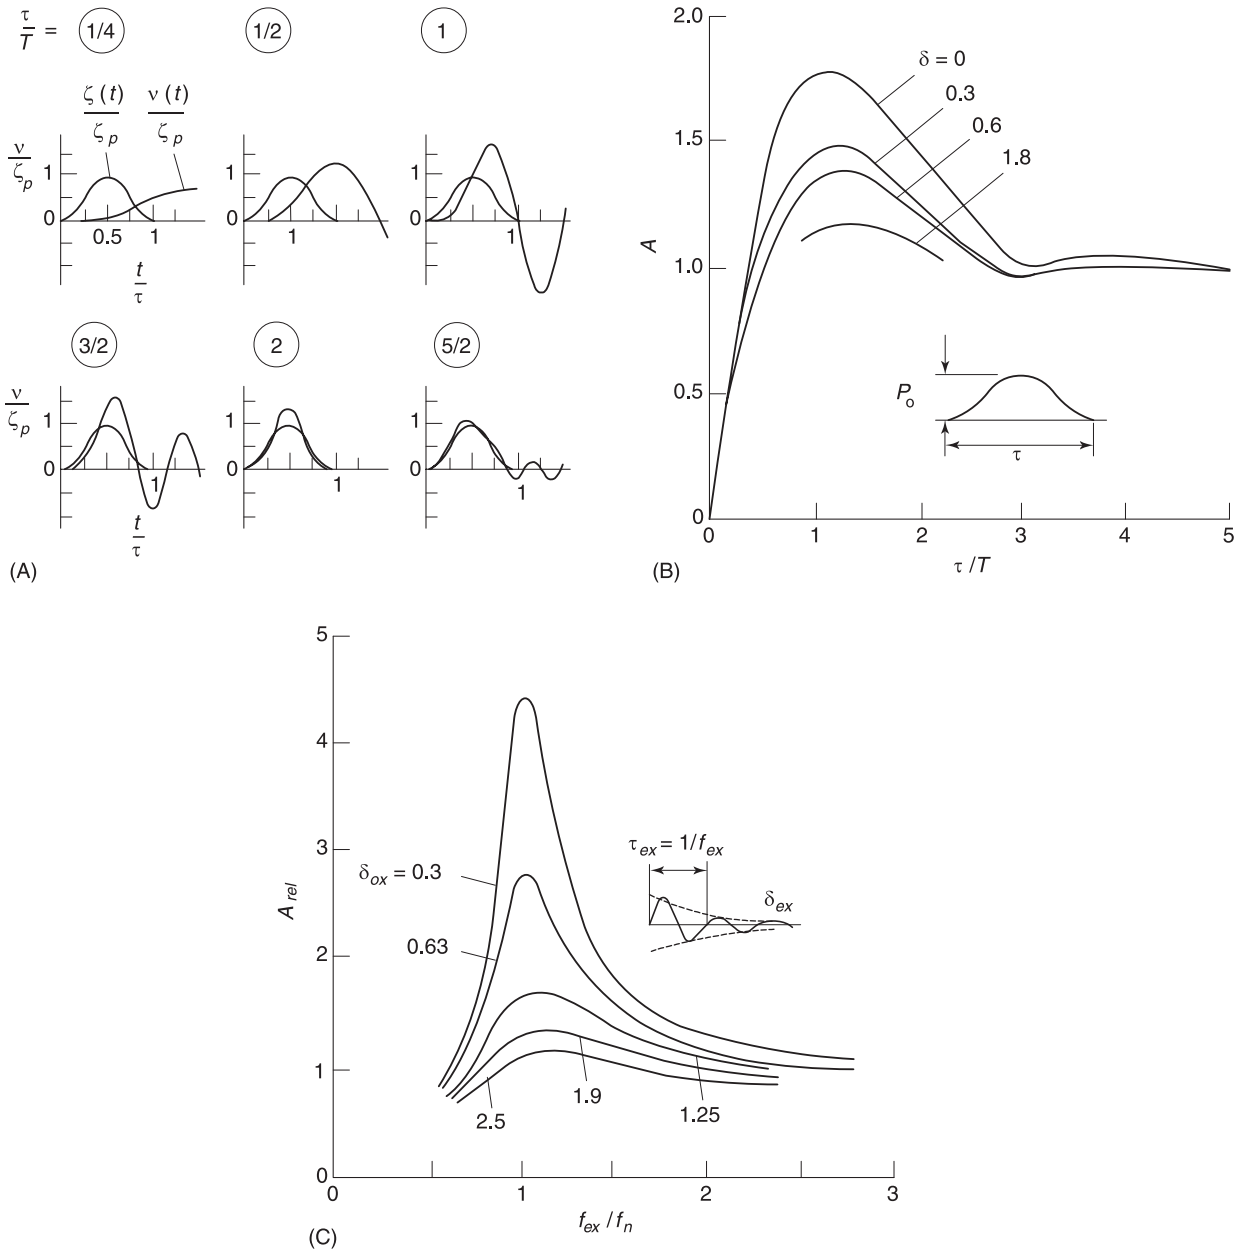 τ/T = 1/4 1/2 1
ζ(t)/ζp ν(t)/ζp
ν/ζp 1 1 1
0 0 0
0.5 1 1 1
t/τ
3/2 2 5/2
ν/ζp 1 1 1
0 0 0
1 1 1
t/τ
(A)
2.0
δ = 0
0.3
0.6
1.8
1.5
A
1.0
0.5
Po
τ
0
0 1 2 3 4 5
τ/T
(B)
5
4
3
2
1
0
Arel
δox = 0.3
0.63
τex = 1/fex
δex
2.5
1.9
1.25
0 1 2 3
fex/fn
(C)